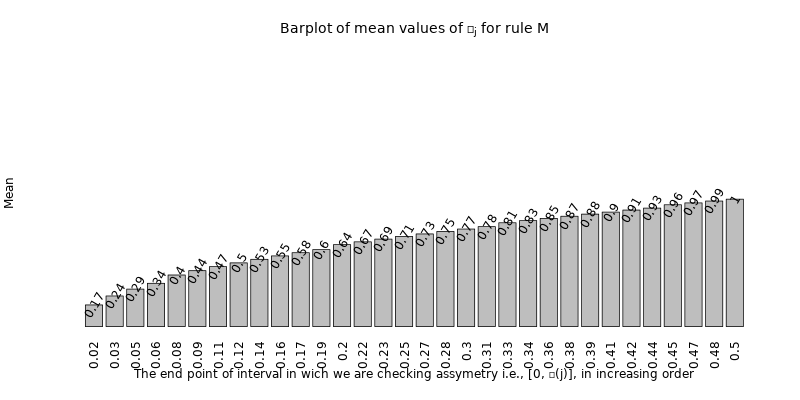 Barplot of mean values of □j for rule M
Mean
0.17 0.24 0.29 0.34 0.4 0.44 0.47 0.5 0.53 0.55 0.58 0.6 0.64 0.67 0.69 0.71 0.73 0.75 0.77 0.78 0.81 0.83 0.85 0.87 0.88 0.9 0.91 0.93 0.96 0.97 0.99 1
0.02 0.03 0.05 0.06 0.08 0.09 0.11 0.12 0.14 0.16 0.17 0.19 0.2 0.22 0.23 0.25 0.27 0.28 0.3 0.31 0.33 0.34 0.36 0.38 0.39 0.41 0.42 0.44 0.45 0.47 0.48 0.5
The end point of interval in wich we are checking assymetry i.e., [0, □(j)], in increasing order